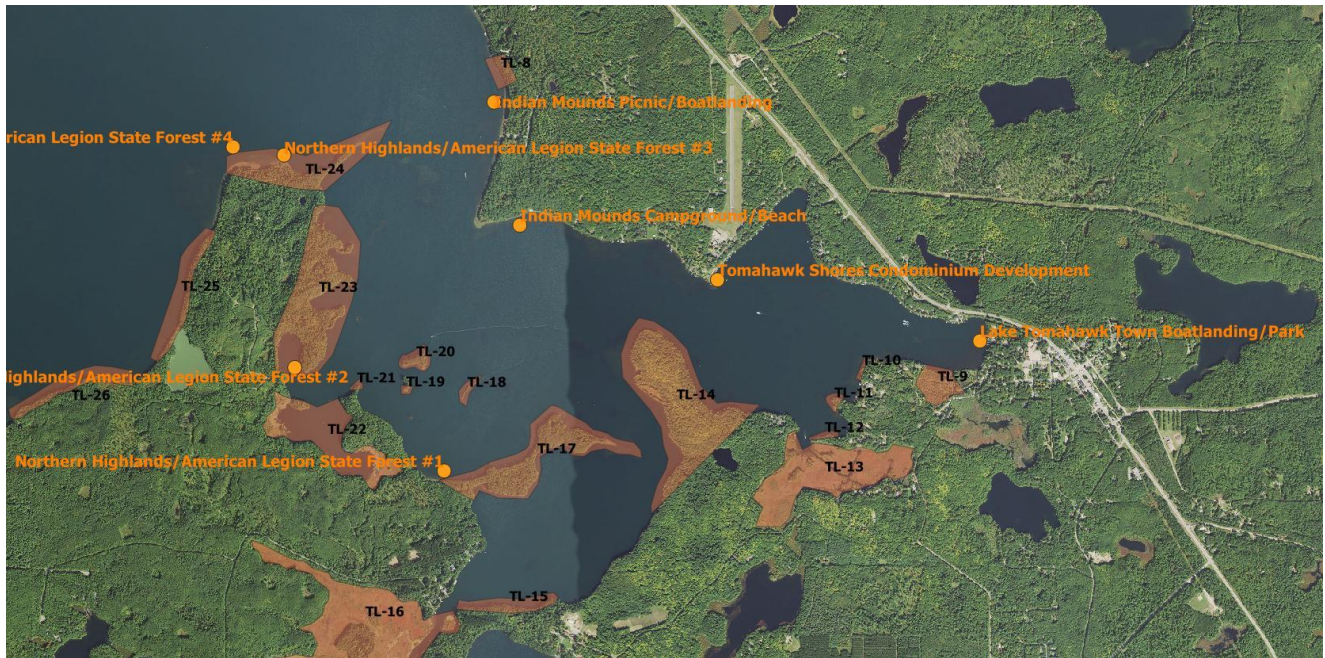 TL-8
Indian Mounds Picnic/Boatlanding
rican Legion State Forest #4
Northern Highlands/American Legion State Forest #3
TL-24
Indian Mounds Campground/Beach
Tomahawk Shores Condominium Development
TL-25
TL-23
Lake Tomahawk Town Boatlanding/Park
TL-20
TL-10
Highlands/American Legion State Forest #2
TL-21
TL-19
TL-18
TL-9
TL-26
TL-14
TL-11
TL-22
TL-12
TL-17
Northern Highlands/American Legion State Forest #1
TL-13
TL-15
TL-16